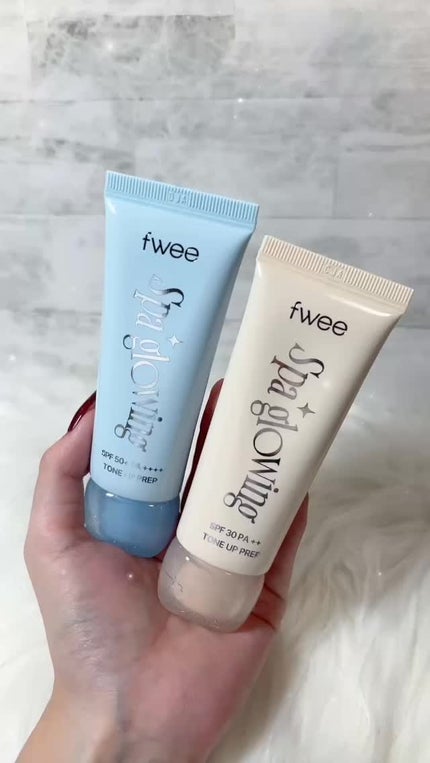 fwee
Spa glowing
SPF 50+ PA ++++
TONE UP PREP
fwee
Spa glowing
SPF 30 PA ++
TONE UP PREP